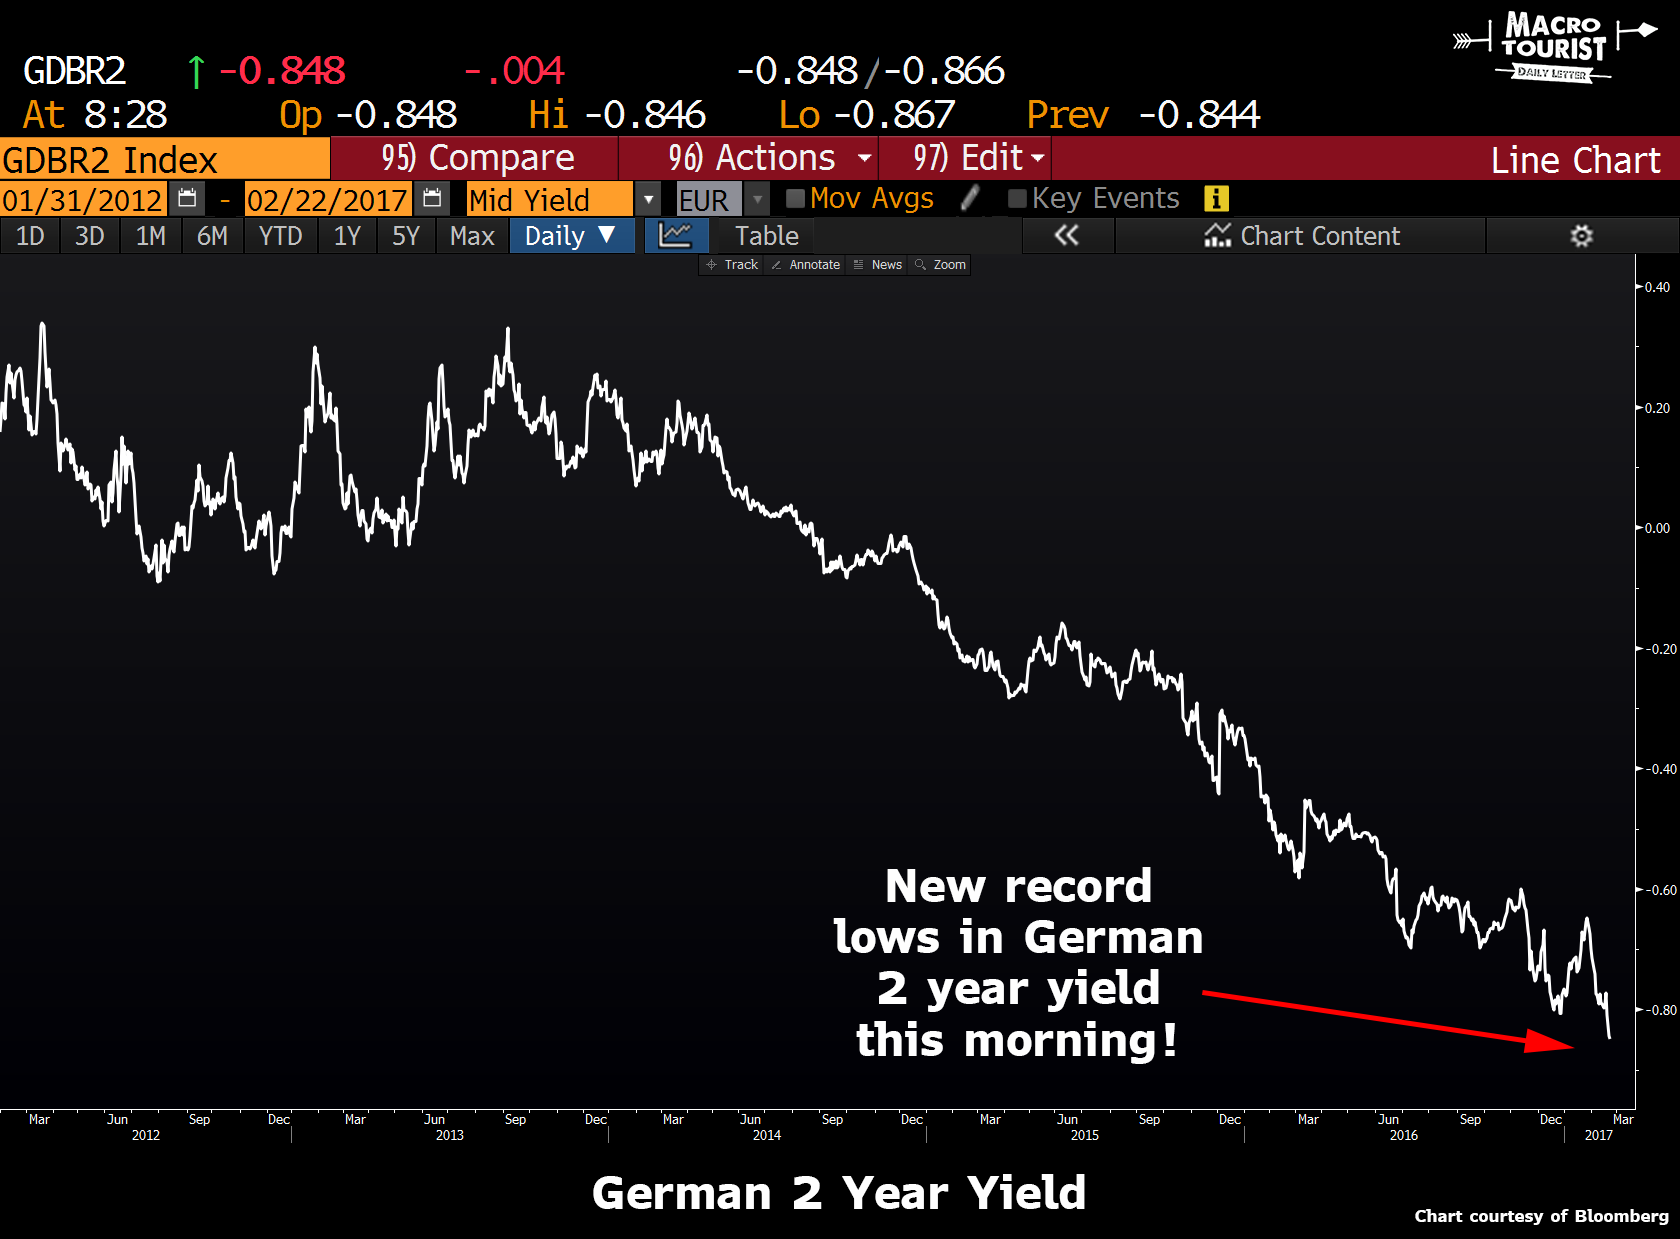 MACRO
TOURIST
DAILY LETTER
GDBR2 ↑ -0.848 -.004 -0.848/-0.866
At 8:28 Op -0.848 Hi -0.846 Lo -0.867 Prev -0.844
GDBR2 Index 95) Compare 96) Actions 97) Edit Line Chart
01/31/2012 - 02/22/2017 Mid Yield EUR Mov Avgs Key Events i
1D 3D 1M 6M YTD 1Y 5Y Max Daily ▼ Table « Chart Content
Track Annotate News Zoom
0.40
0.20
0.00
-0.20
-0.40
-0.60
-0.80
New record
lows in German
2 year yield
this morning!
Mar Jun Sep Dec Mar Jun Sep Dec Mar Jun Sep Dec Mar Jun Sep Dec Mar Jun Sep Dec Mar
2012 2013 2014 2015 2016 2017
German 2 Year Yield
Chart courtesy of Bloomberg